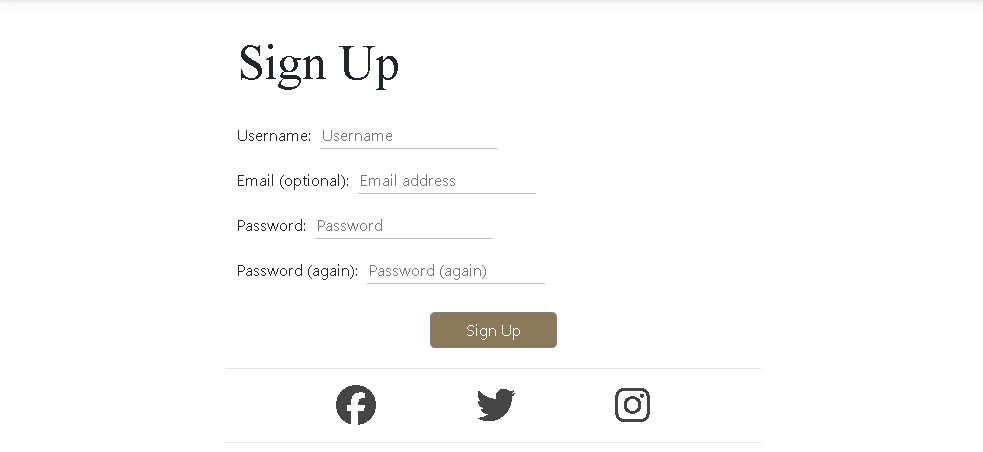 Sign Up
Username: Username
Email (optional): Email address
Password: Password
Password (again): Password (again)
Sign Up